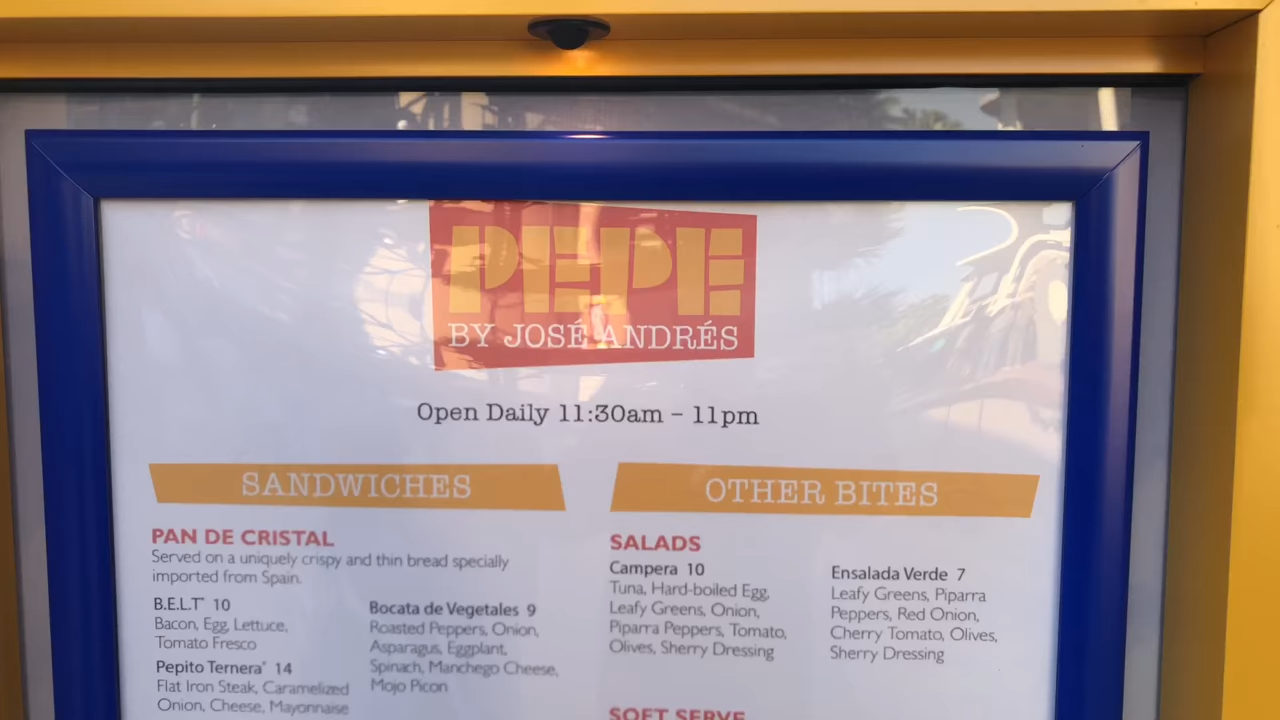 PEPE
BY JOSÉ ANDRÉS
Open Daily 11:30am – 11pm
SANDWICHES
PAN DE CRISTAL
Served on a uniquely crispy and thin bread specially
imported from Spain.
B.E.L.T* 10
Bacon, Egg, Lettuce,
Tomato Fresco
Pepito Ternera* 14
Flat Iron Steak, Caramelized
Onion, Cheese, Mayonnaise
Bocata de Vegetales 9
Roasted Peppers, Onion,
Asparagus, Eggplant,
Spinach, Manchego Cheese,
Mojo Picon
OTHER BITES
SALADS
Campera 10
Tuna, Hard-boiled Egg,
Leafy Greens, Onion,
Piparra Peppers, Tomato,
Olives, Sherry Dressing
Ensalada Verde 7
Leafy Greens, Piparra
Peppers, Red Onion,
Cherry Tomato, Olives,
Sherry Dressing
SOFT SERVE